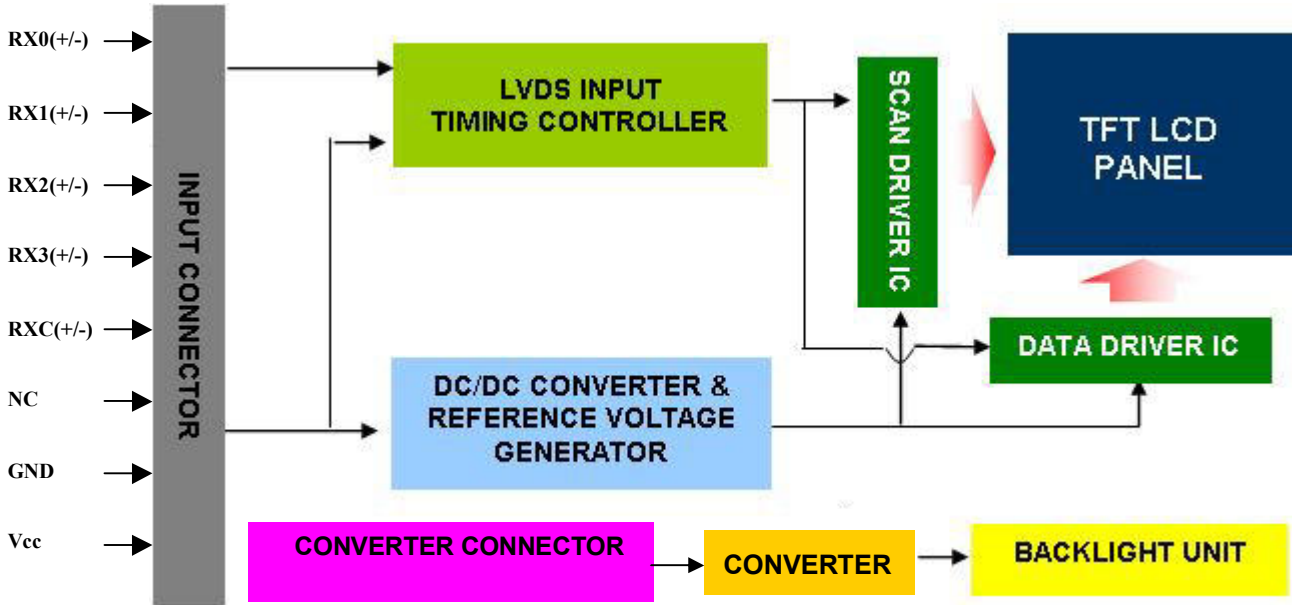 RX0(+/-)
RX1(+/-)
RX2(+/-)
RX3(+/-)
RXC(+/-)
NC
GND
Vcc
INPUT CONNECTOR
LVDS INPUT
TIMING CONTROLLER
SCAN DRIVER IC
TFT LCD
PANEL
DATA DRIVER IC
DC/DC CONVERTER &
REFERENCE VOLTAGE
GENERATOR
CONVERTER CONNECTOR
CONVERTER
BACKLIGHT UNIT